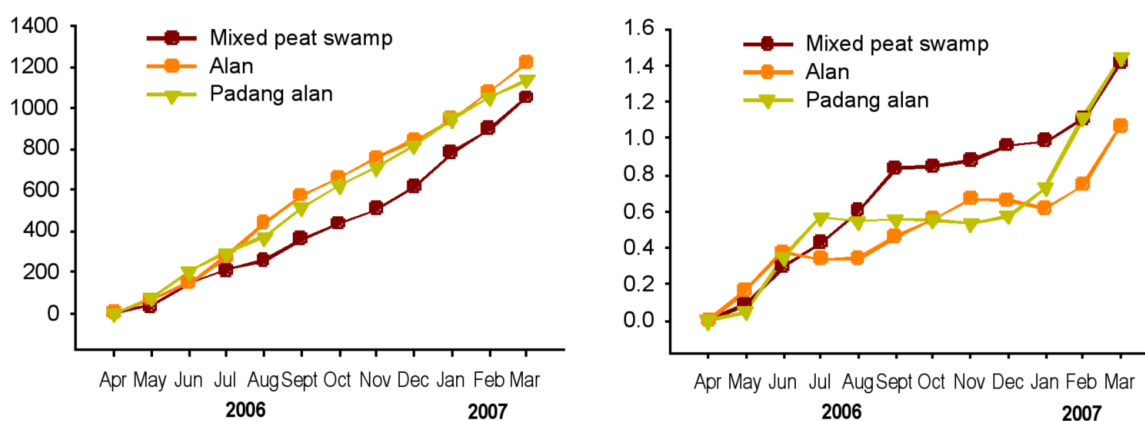 1400
1200
1000
800
600
400
200
0
Mixed peat swamp
Alan
Padang alan
Apr May Jun Jul Aug Sept Oct Nov Dec Jan Feb Mar
2006 2007
1.6
1.4
1.2
1.0
0.8
0.6
0.4
0.2
0.0
Mixed peat swamp
Alan
Padang alan
Apr May Jun Jul Aug Sept Oct Nov Dec Jan Feb Mar
2006 2007